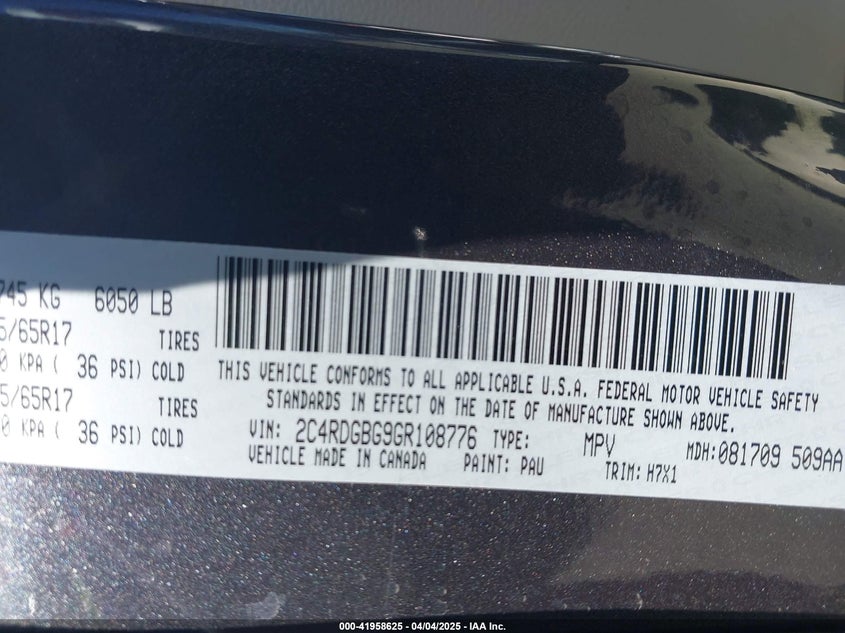 745 KG 6050 LB
5/65R17 TIRES
0 KPA ( 36 PSI) COLD
5/65R17 TIRES
0 KPA ( 36 PSI) COLD
THIS VEHICLE CONFORMS TO ALL APPLICABLE U.S.A. FEDERAL MOTOR VEHICLE SAFETY
STANDARDS IN EFFECT ON THE DATE OF MANUFACTURE SHOWN ABOVE.
VIN: 2C4RDGBG9GR108776 TYPE: MPV MDH:081709 509AA
VEHICLE MADE IN CANADA PAINT: PAU TRIM: H7X1
000-41958625 - 04/04/2025 - IAA Inc.